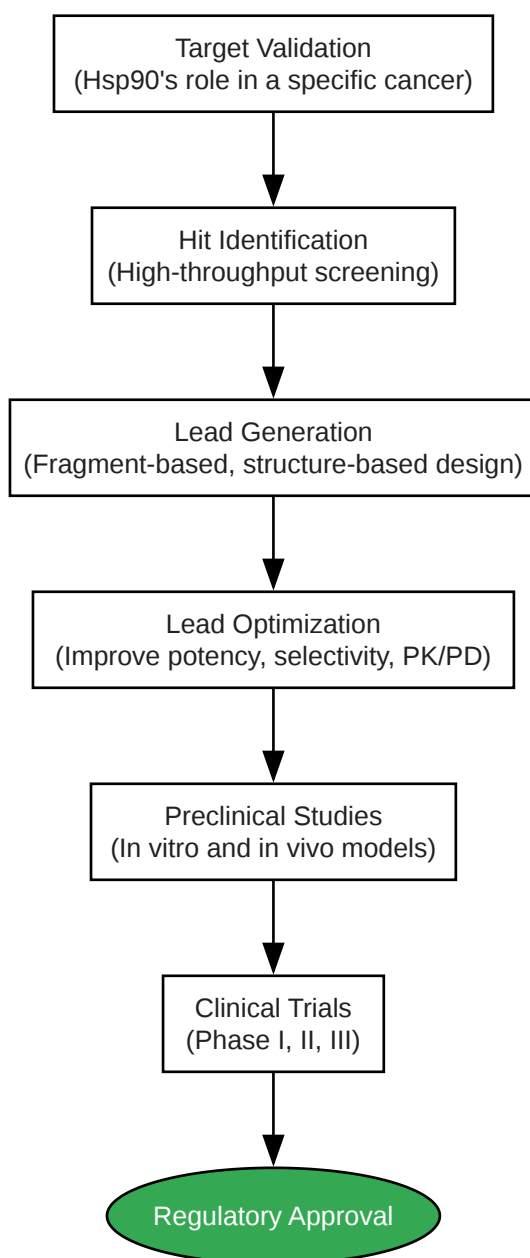 Target Validation
(Hsp90's role in a specific cancer)
Hit Identification
(High-throughput screening)
Lead Generation
(Fragment-based, structure-based design)
Lead Optimization
(Improve potency, selectivity, PK/PD)
Preclinical Studies
(In vitro and in vivo models)
Clinical Trials
(Phase I, II, III)
Regulatory Approval